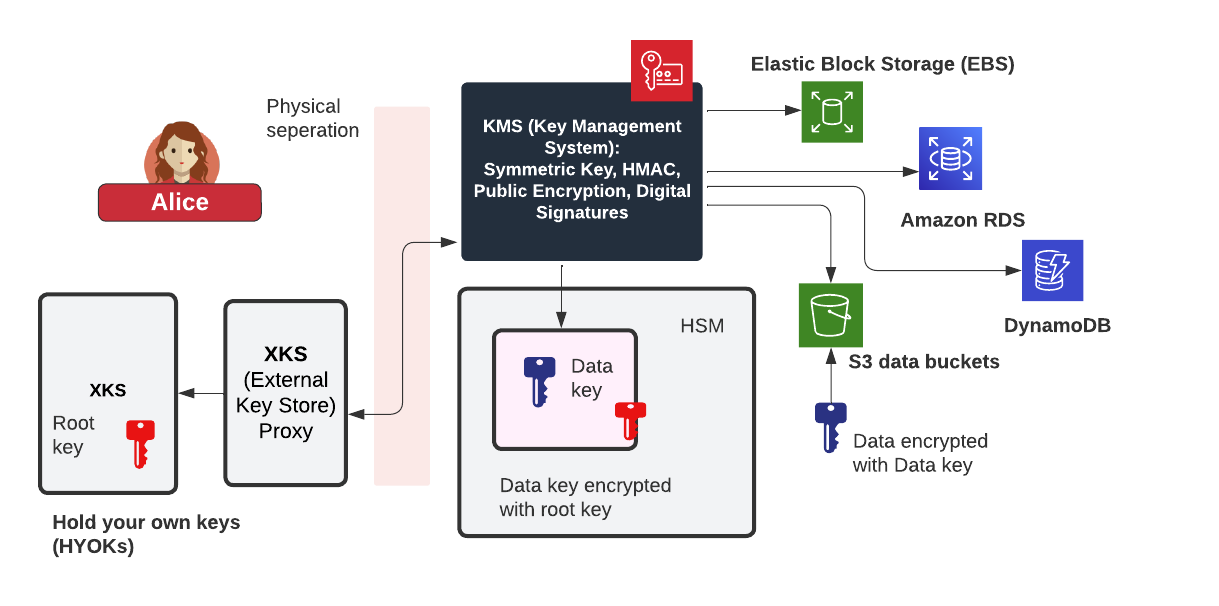 Physical
seperation
Alice
XKS
Root
key
Hold your own keys
(HYOKs)
XKS
(External
Key Store)
Proxy
KMS (Key Management
System):
Symmetric Key, HMAC,
Public Encryption, Digital
Signatures
HSM
Data
key
Data key encrypted
with root key
Elastic Block Storage (EBS)
Amazon RDS
DynamoDB
S3 data buckets
Data encrypted
with Data key